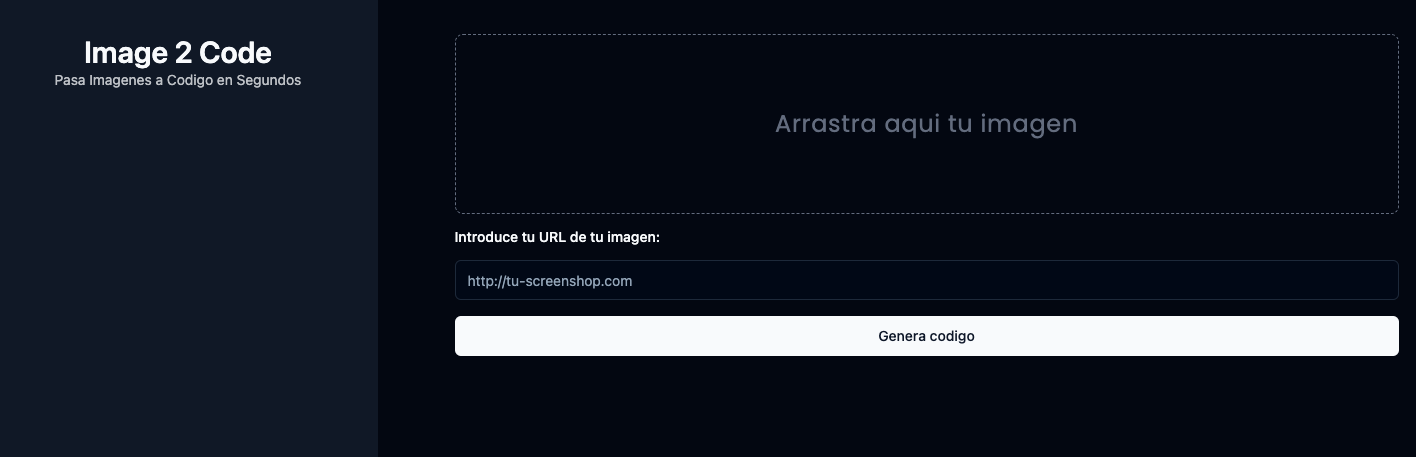 Image 2 Code
Pasa Imagenes a Codigo en Segundos
Arrastra aqui tu imagen
Introduce tu URL de tu imagen:
http://tu-screenshop.com
Genera codigo